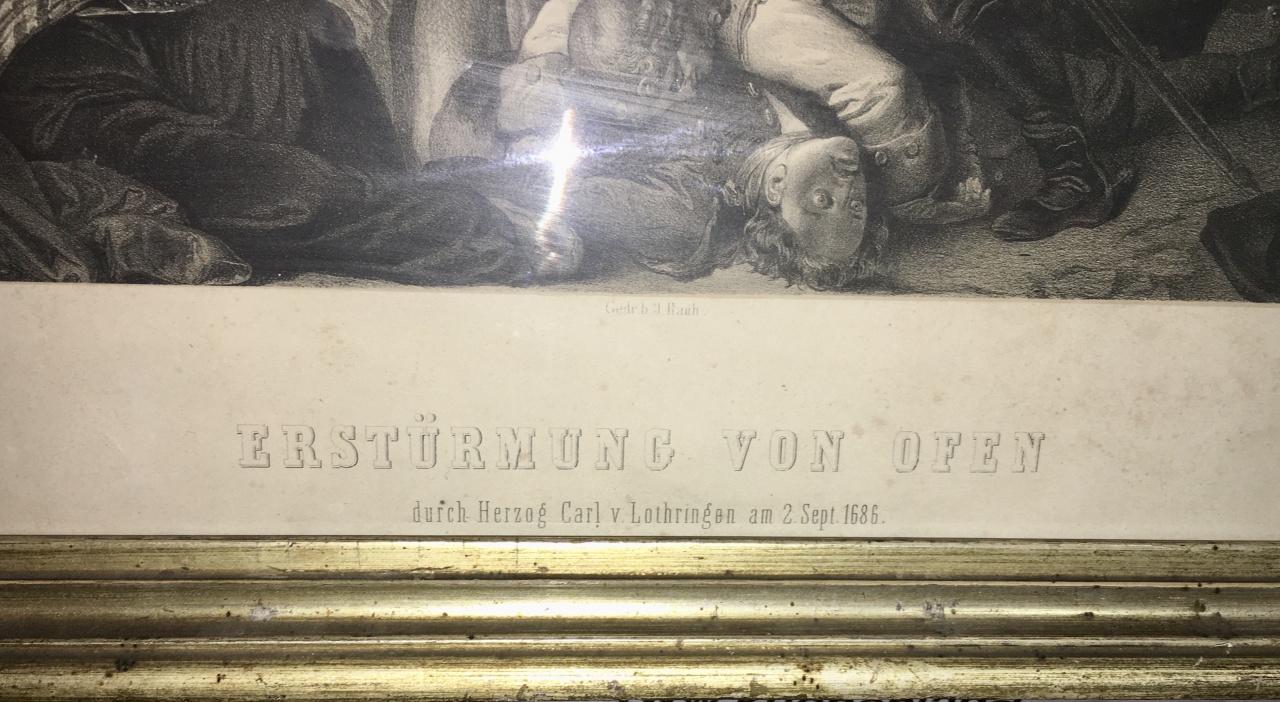 Gedr. b. J. Rauh.
ERSTÜRMUNG VON OFEN
durch Herzog Carl v. Lothringen am 2. Sept. 1686.